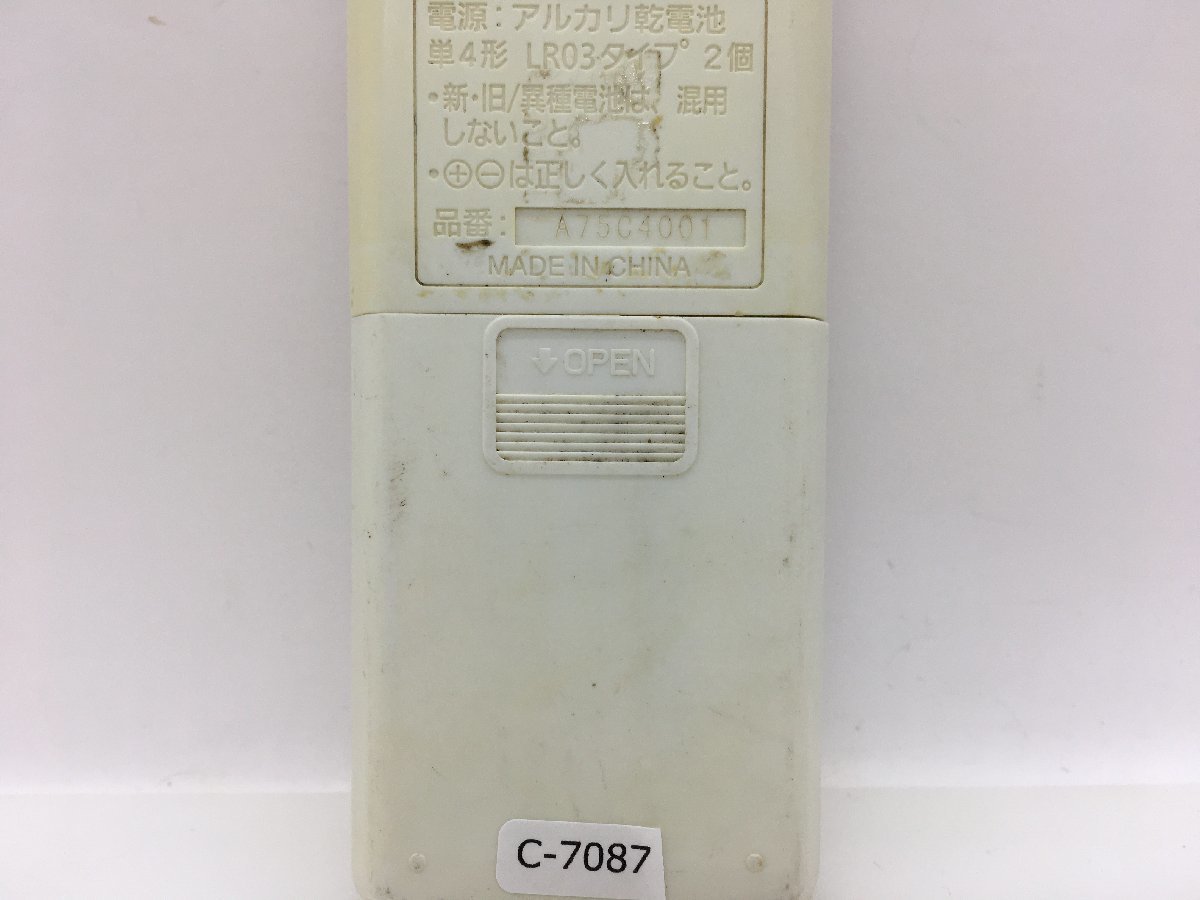 電源:アルカリ乾電池
単4形 LR03タイプ 2個
・新・旧/異種電池は、混用
しないこと。
・⊕⊖は正しく入れること。
品番: A75C4001
MADE IN CHINA
↓OPEN
C-7087